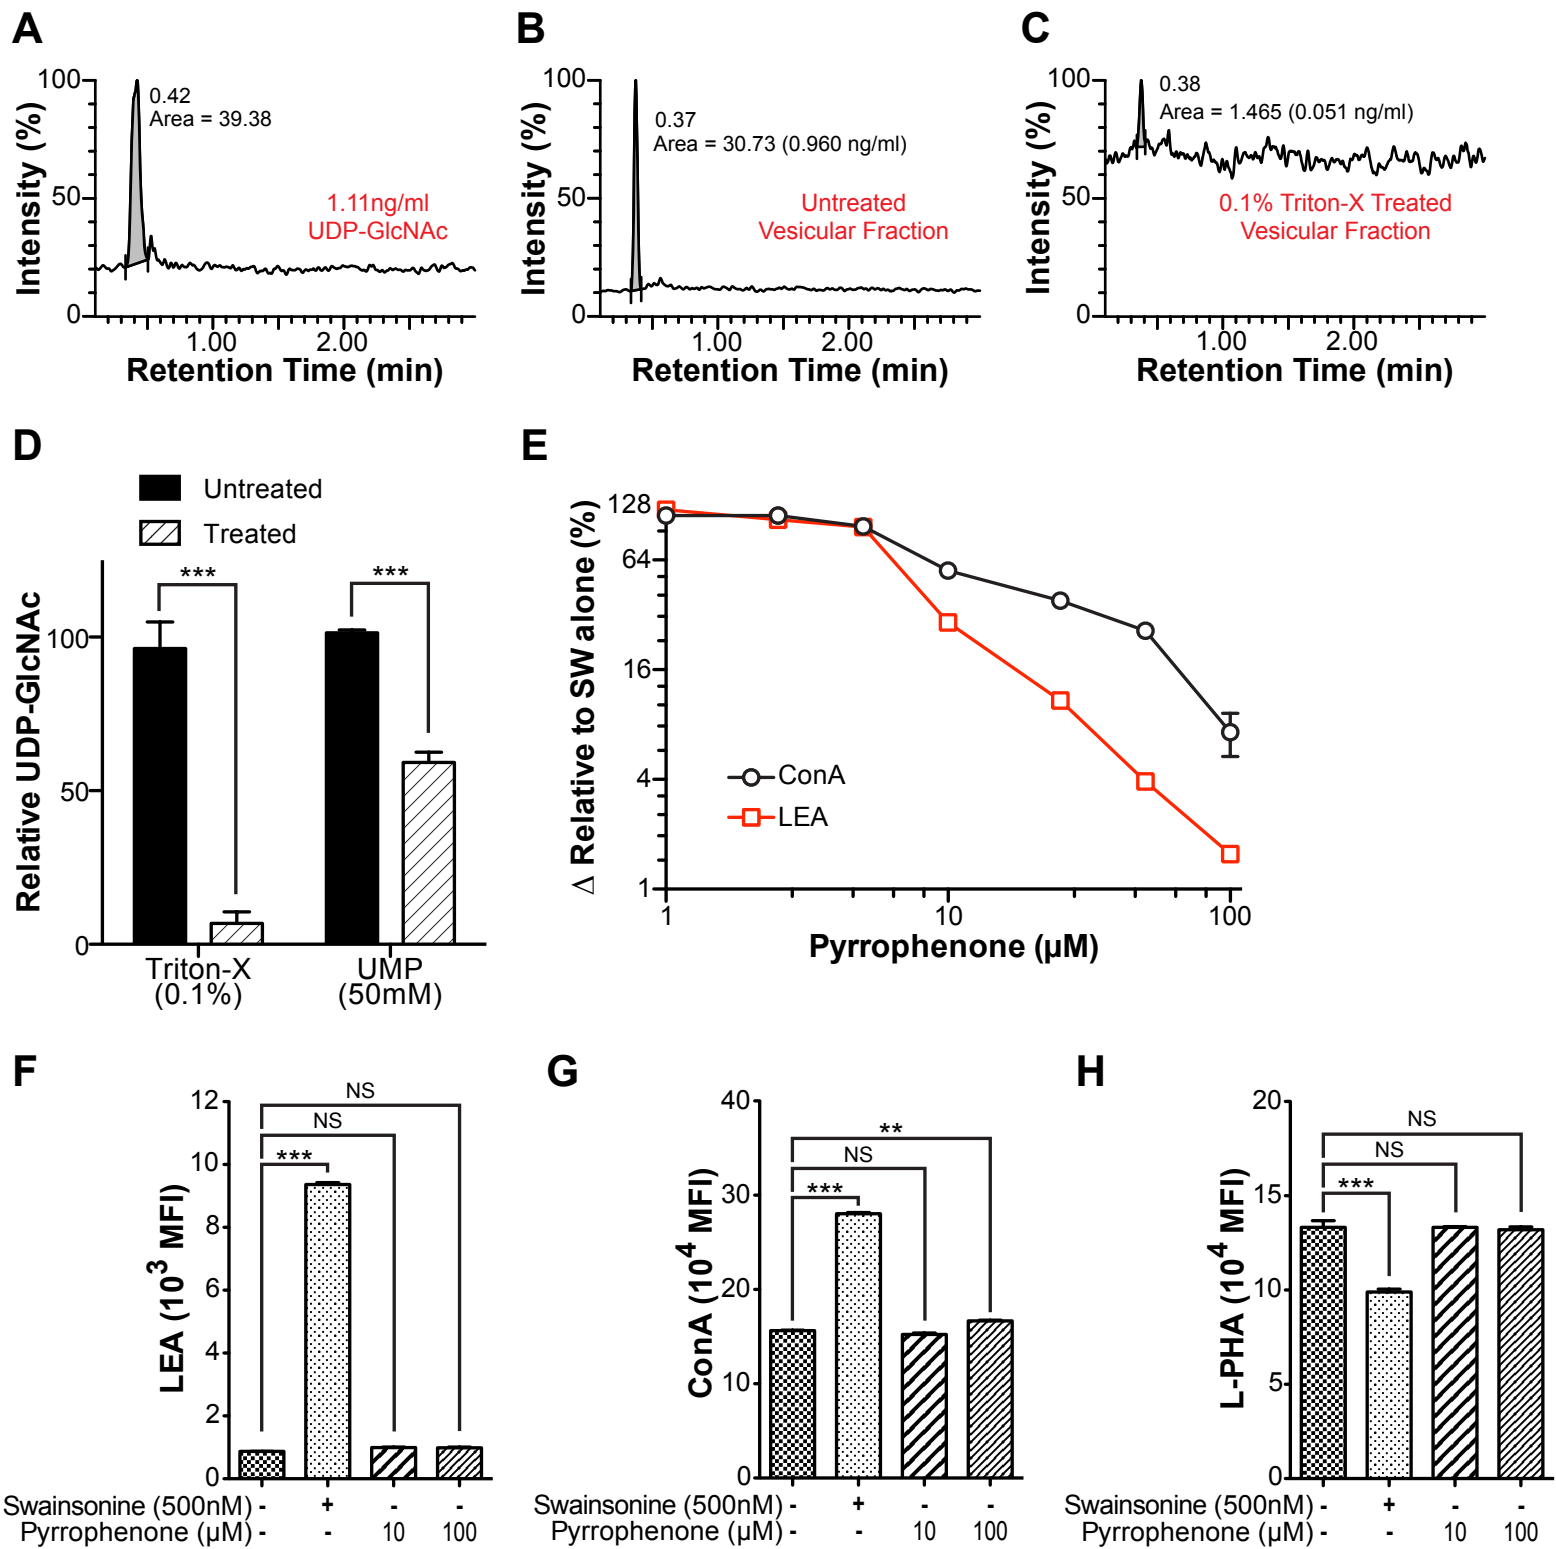 A
B
C
Intensity (%)
100
50
0
0.42
Area = 39.38
1.11ng/ml
UDP-GlcNAc
1.00
2.00
Retention Time (min)
Intensity (%)
100
50
0
0.37
Area = 30.73 (0.960 ng/ml)
Untreated
Vesicular Fraction
1.00
2.00
Retention Time (min)
Intensity (%)
100
50
0
0.38
Area = 1.465 (0.051 ng/ml)
0.1% Triton-X Treated
Vesicular Fraction
1.00
2.00
Retention Time (min)
D
Untreated
Treated
Relative UDP-GlcNAc
100
50
0
***
***
Triton-X
(0.1%)
UMP
(50mM)
E
Δ Relative to SW alone (%)
128
64
16
4
1
ConA
LEA
1
10
100
Pyrrophenone (µM)
F
LEA (10³ MFI)
12
10
8
6
4
2
0
NS
NS
***
Swainsonine (500nM) - + - -
Pyrrophenone (µM) - - 10 100
G
ConA (10⁴ MFI)
40
30
20
10
0
**
NS
***
Swainsonine (500nM) - + - -
Pyrrophenone (µM) - - 10 100
H
L-PHA (10⁴ MFI)
20
15
10
5
0
NS
NS
***
Swainsonine (500nM) - + - -
Pyrrophenone (µM) - - 10 100